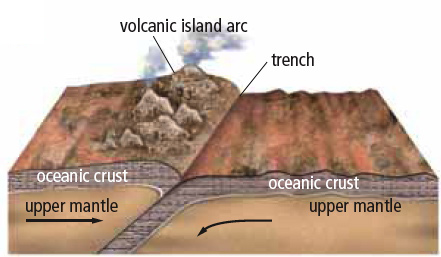 volcanic island arc
trench
oceanic crust
oceanic crust
upper mantle
upper mantle